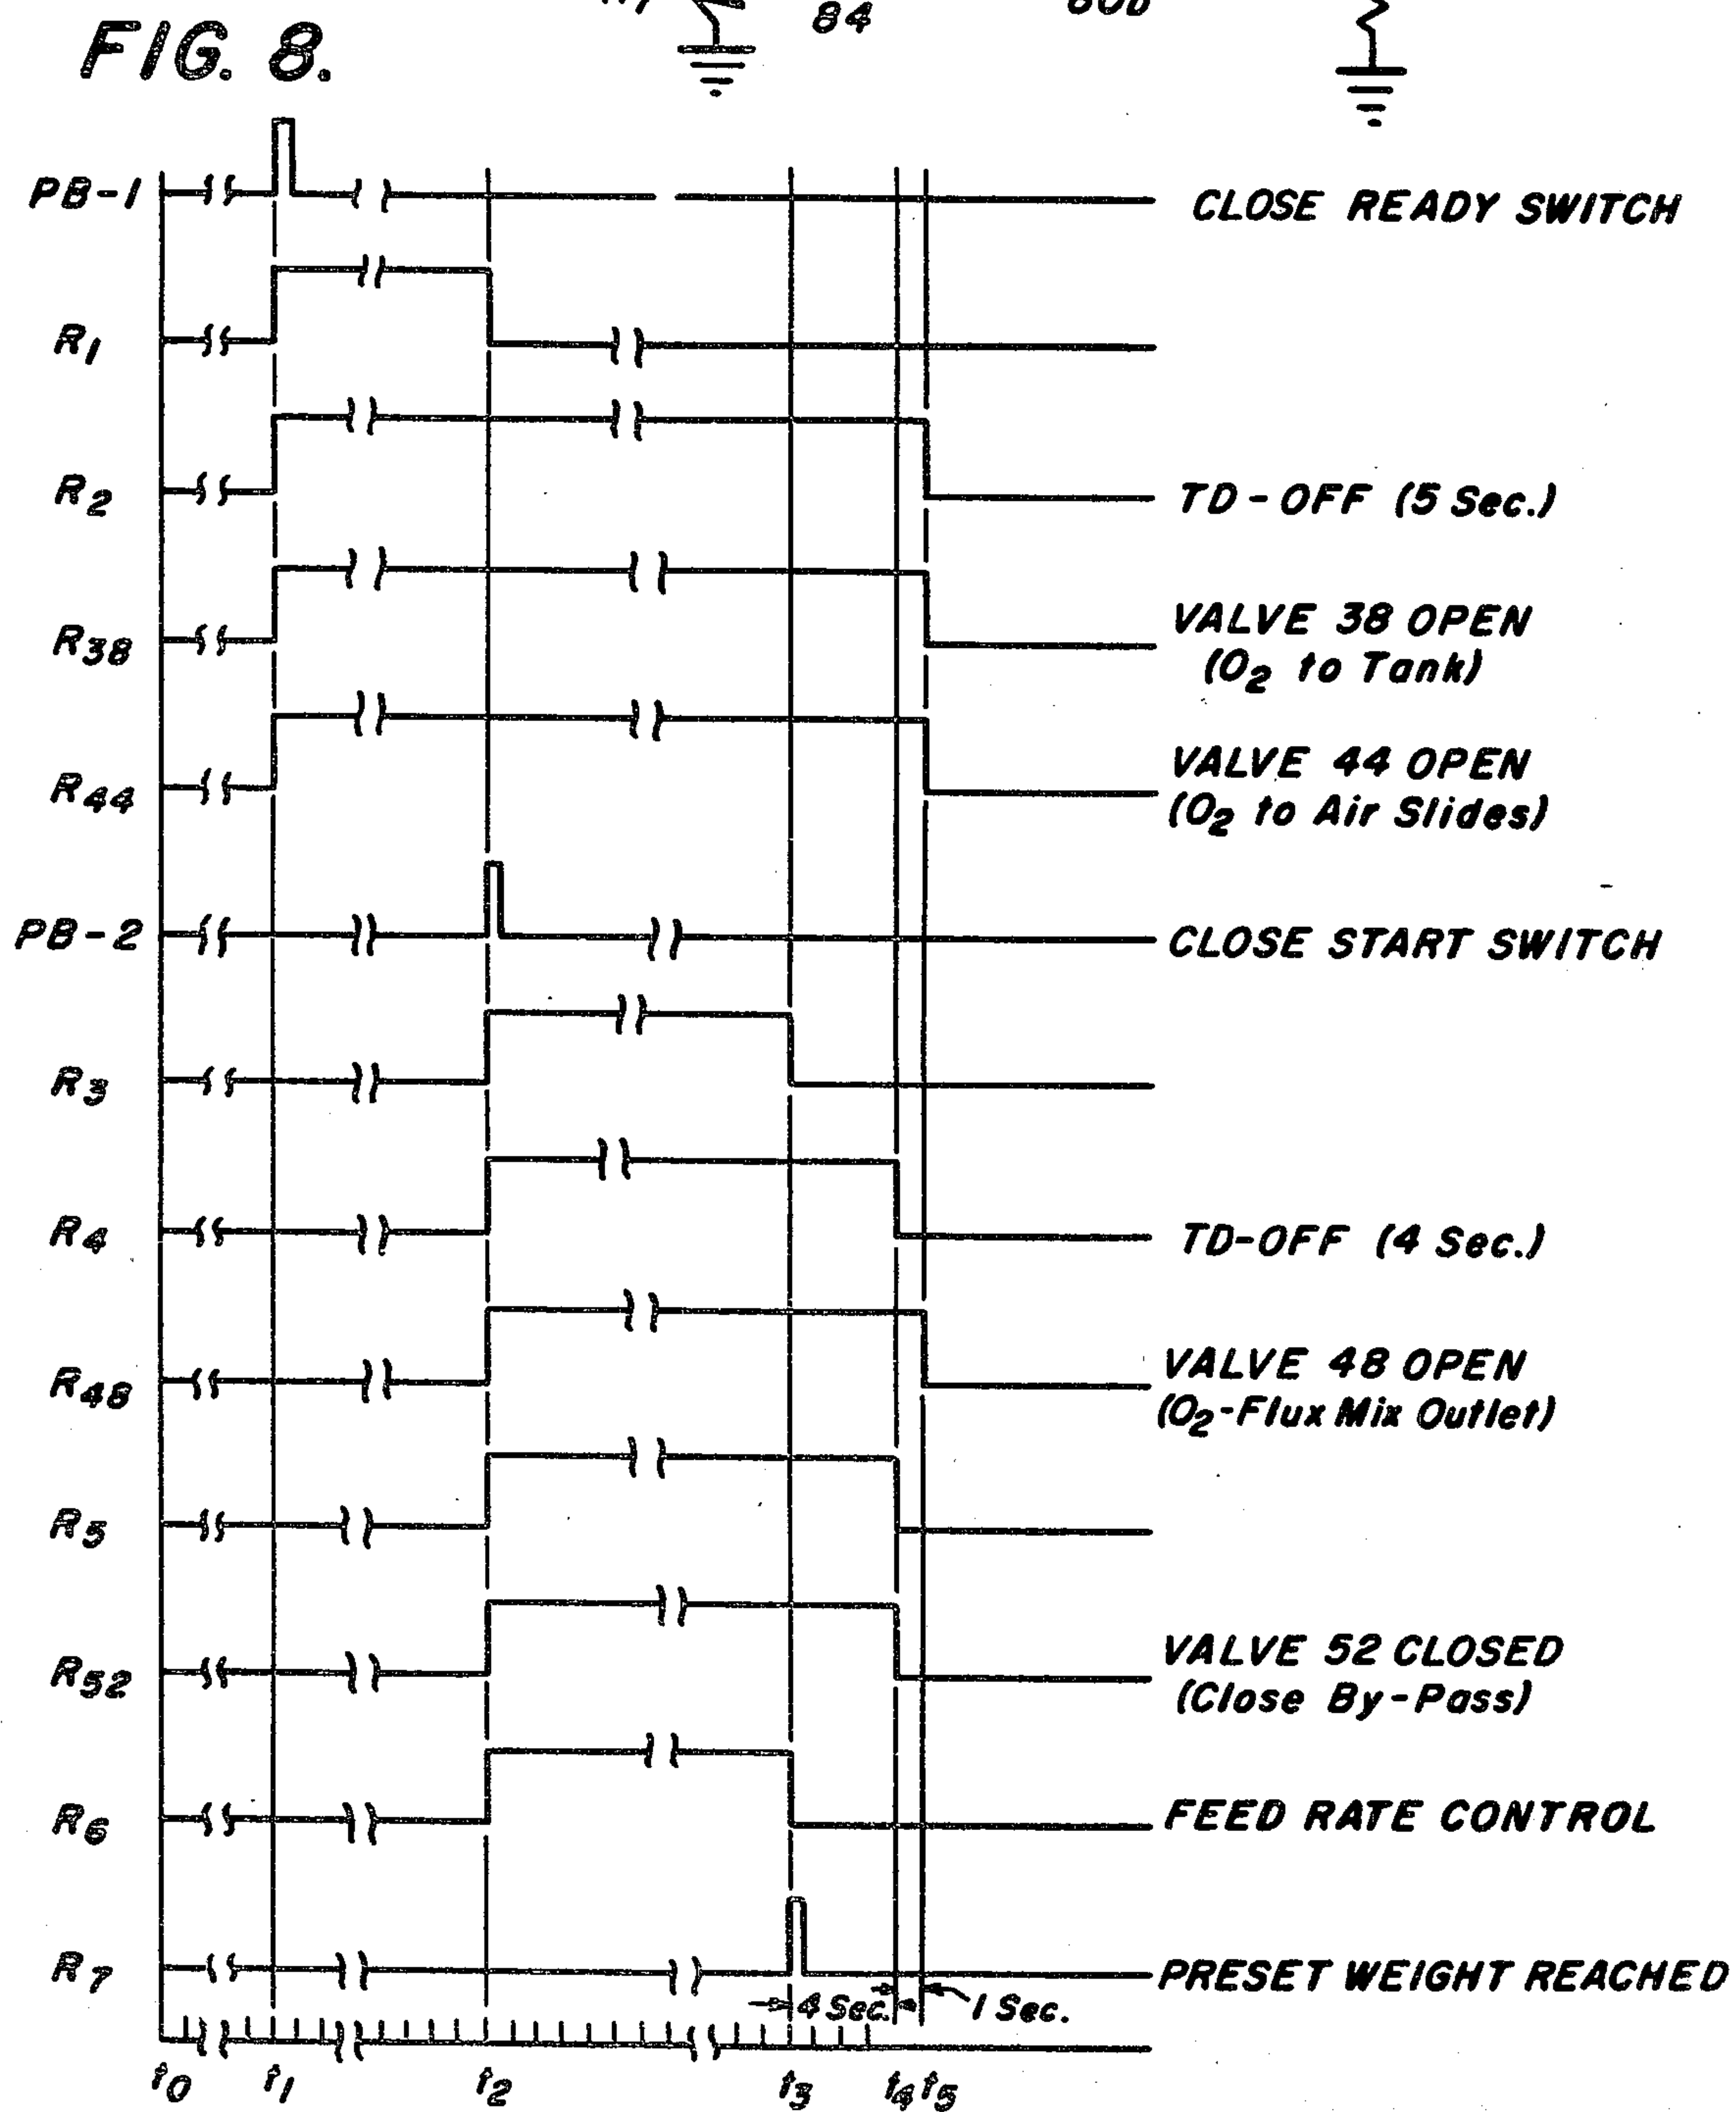 84
FIG. 8.
PB-1
CLOSE READY SWITCH
R1
R2
TD-OFF (5 Sec.)
R38
VALVE 38 OPEN
(O2 to Tank)
R44
VALVE 44 OPEN
(O2 to Air Slides)
PB-2
CLOSE START SWITCH
R3
R4
TD-OFF (4 Sec.)
R48
VALVE 48 OPEN
(O2-Flux Mix Outlet)
R5
R52
VALVE 52 CLOSED
(Close By-Pass)
R6
FEED RATE CONTROL
R7
PRESET WEIGHT REACHED
4 Sec.
1 Sec.
t0 t1 t2 t3 t4 t5